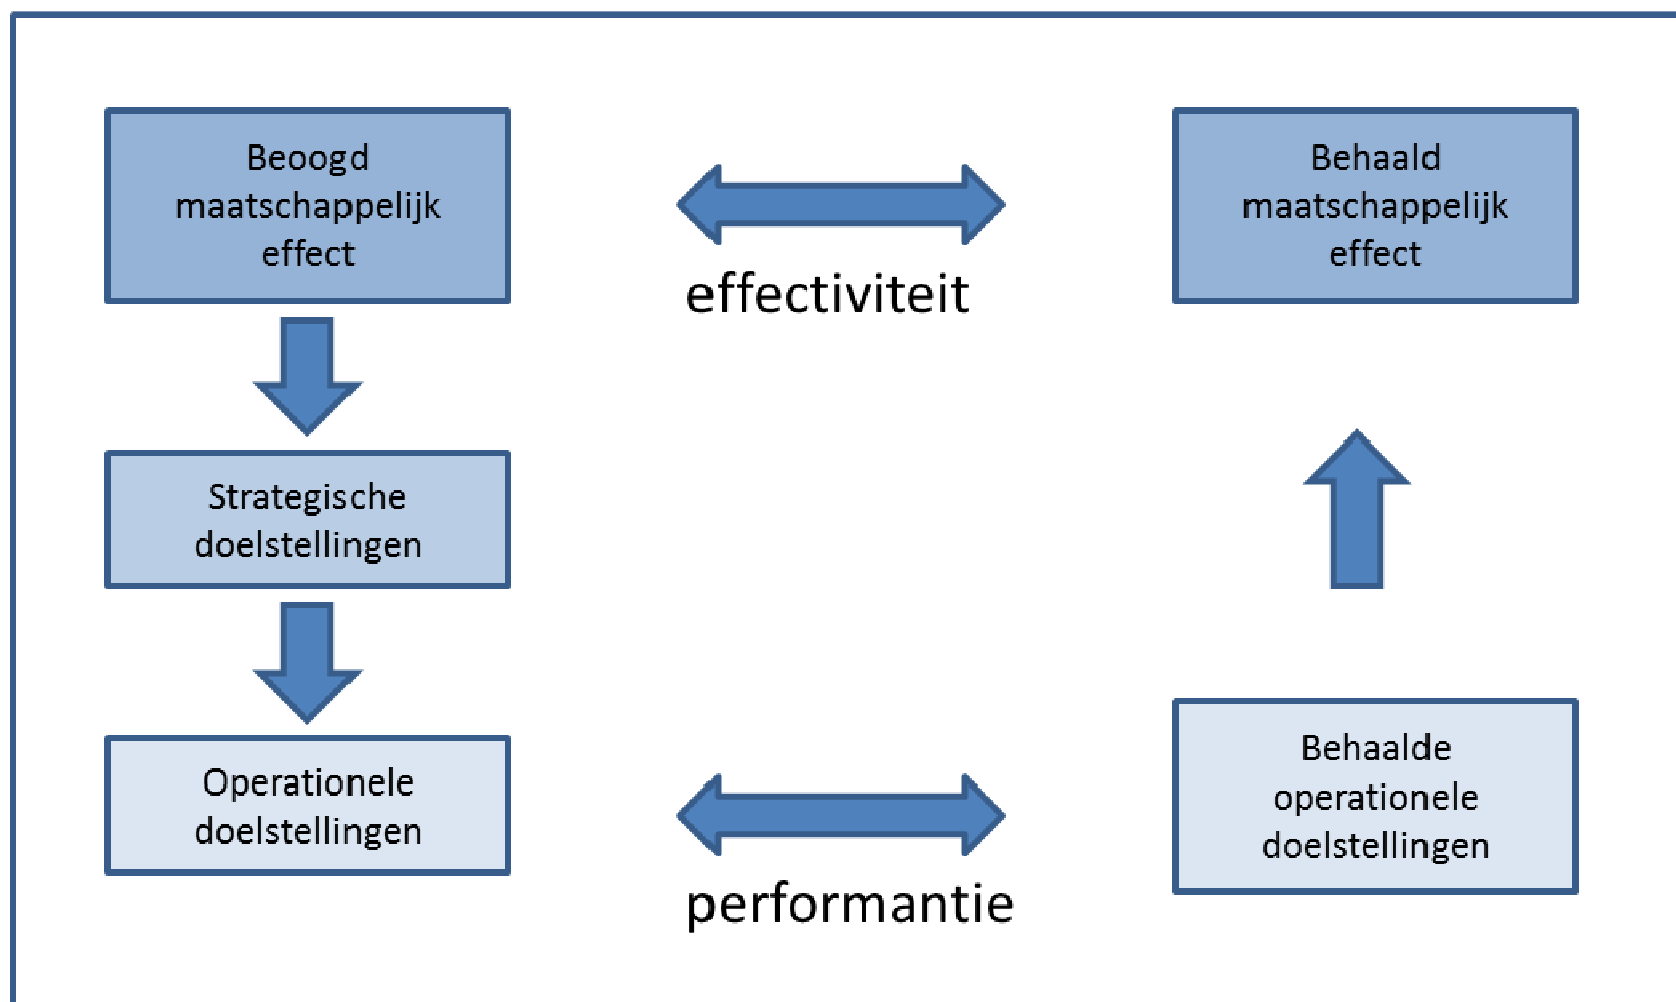 Beoogd
maatschappelijk
effect
effectiviteit
Behaald
maatschappelijk
effect
Strategische
doelstellingen
Operationele
doelstellingen
performantie
Behaalde
operationele
doelstellingen